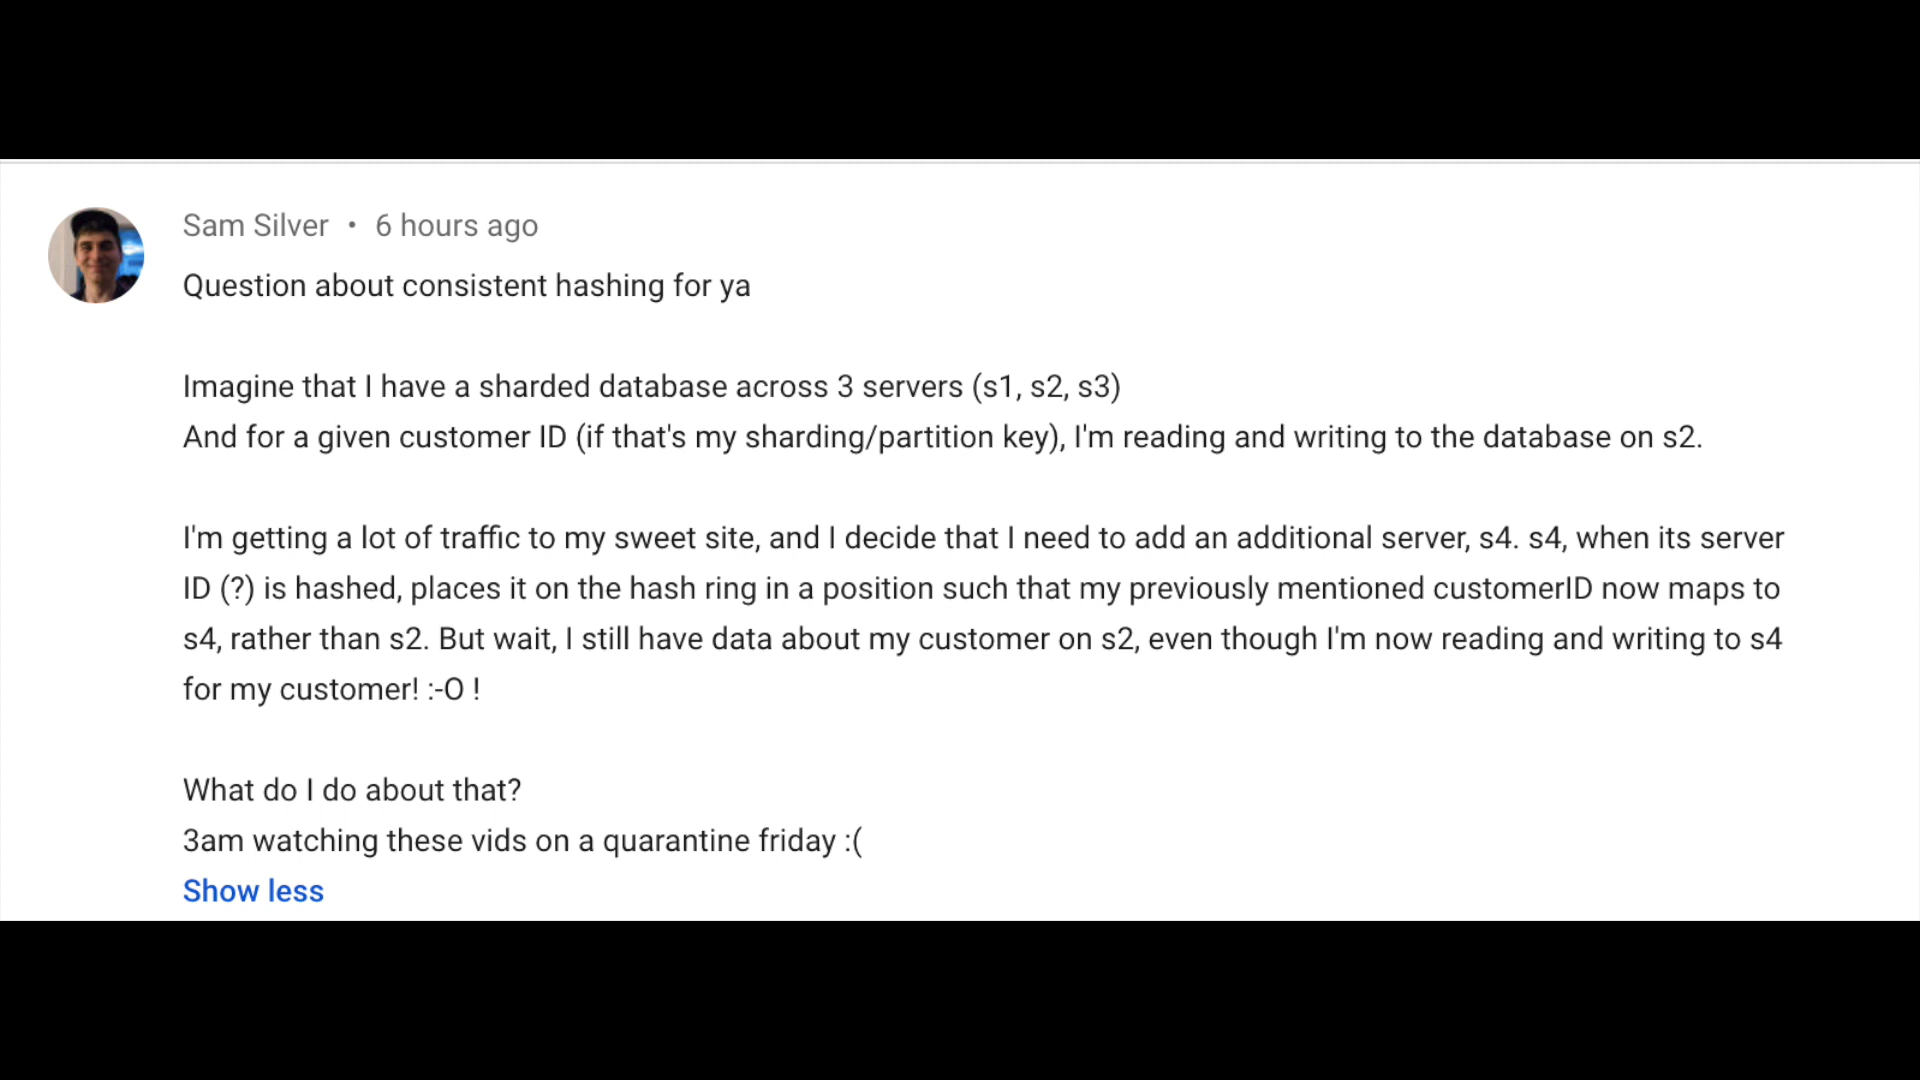 Sam Silver • 6 hours ago
Question about consistent hashing for ya
Imagine that I have a sharded database across 3 servers (s1, s2, s3)
And for a given customer ID (if that's my sharding/partition key), I'm reading and writing to the database on s2.
I'm getting a lot of traffic to my sweet site, and I decide that I need to add an additional server, s4. s4, when its server
ID (?) is hashed, places it on the hash ring in a position such that my previously mentioned customerID now maps to
s4, rather than s2. But wait, I still have data about my customer on s2, even though I'm now reading and writing to s4
for my customer! :-O !
What do I do about that?
3am watching these vids on a quarantine friday :(
Show less